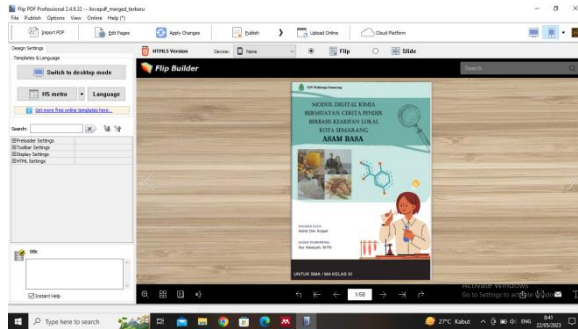 Flip PDF Professional 2.4.9.32 -- ilovepdf_merged_terbaru
File Publish Options View Online Help (*)
Import PDF Edit Pages Apply Changes Publish Upload Online Cloud Platform
Design Settings
HTML5 Version Device: None Flip Slide
Templates & Language
Switch to desktop mode
H5 metro Language
Get more free online templates here...
Search:
Preloader Settings
Toolbar Settings
Display Settings
HTML Settings
title
Instant Help
Flip Builder
Search
MODUL DIGITAL KIMIA
BERMUATAN CERITA PENDEK
BERBASIS KEARIFAN LOKAL
KOTA SEMARANG
ASAM BASA
UNTUK SMA / MA KELAS XI
1/68
Activate Windows
Go to Settings to activate Windows.
Type here to search
27°C Kabut
ENG
8:41
22/05/2023